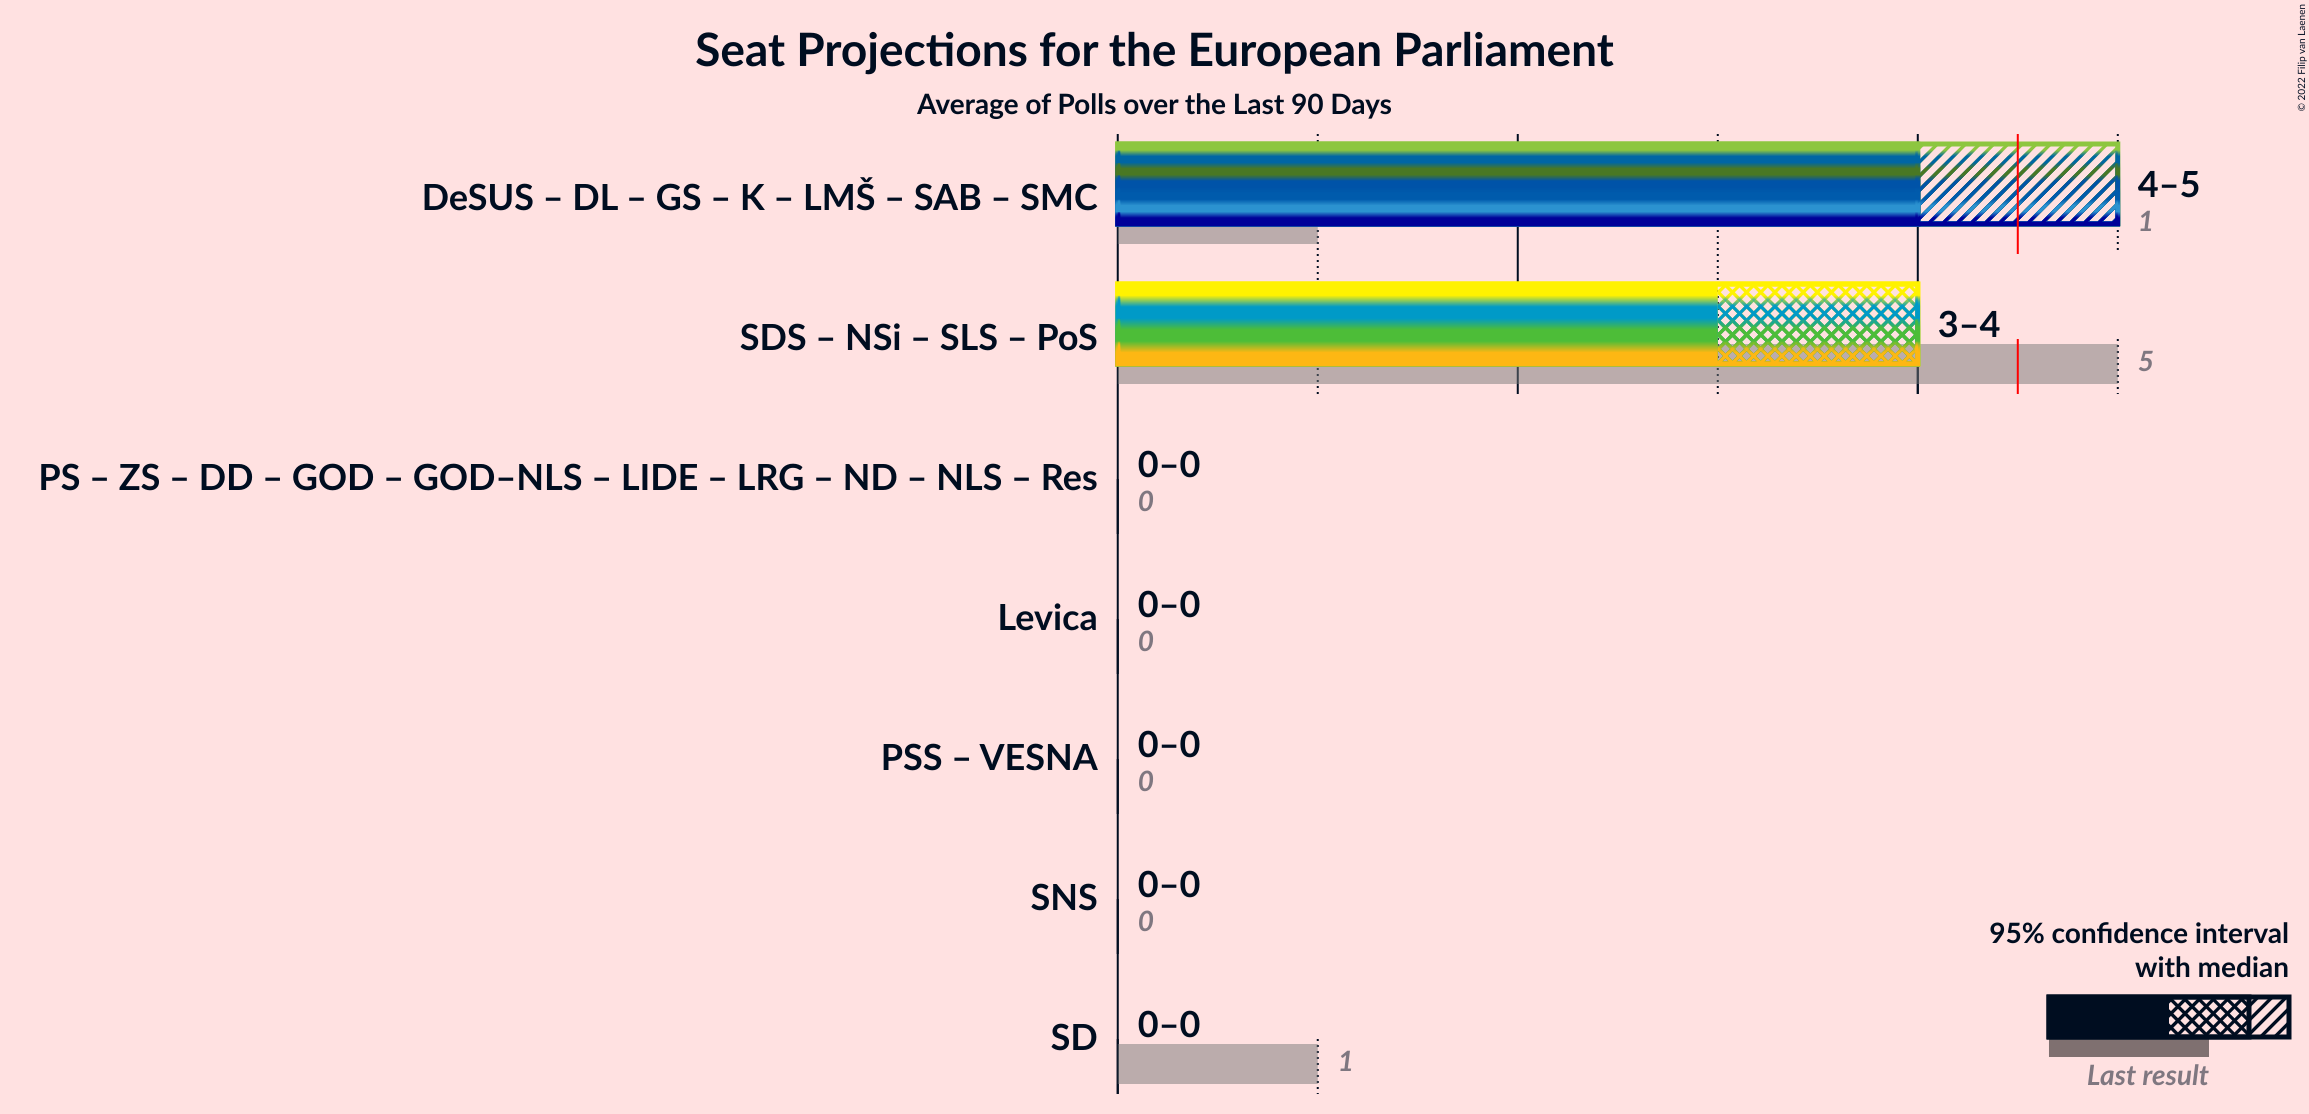 Seat Projections for the European Parliament
Average of Polls over the Last 90 Days
© 2022 Filip van Laenen
DeSUS – DL – GS – K – LMŠ – SAB – SMC
4–5
1
SDS – NSi – SLS – PoS
3–4
5
PS – ZS – DD – GOD – GOD–NLS – LIDE – LRG – ND – NLS – Res
0–0
0
Levica
0–0
0
PSS – VESNA
0–0
0
SNS
0–0
0
SD
0–0
1
95% confidence interval
with median
Last result